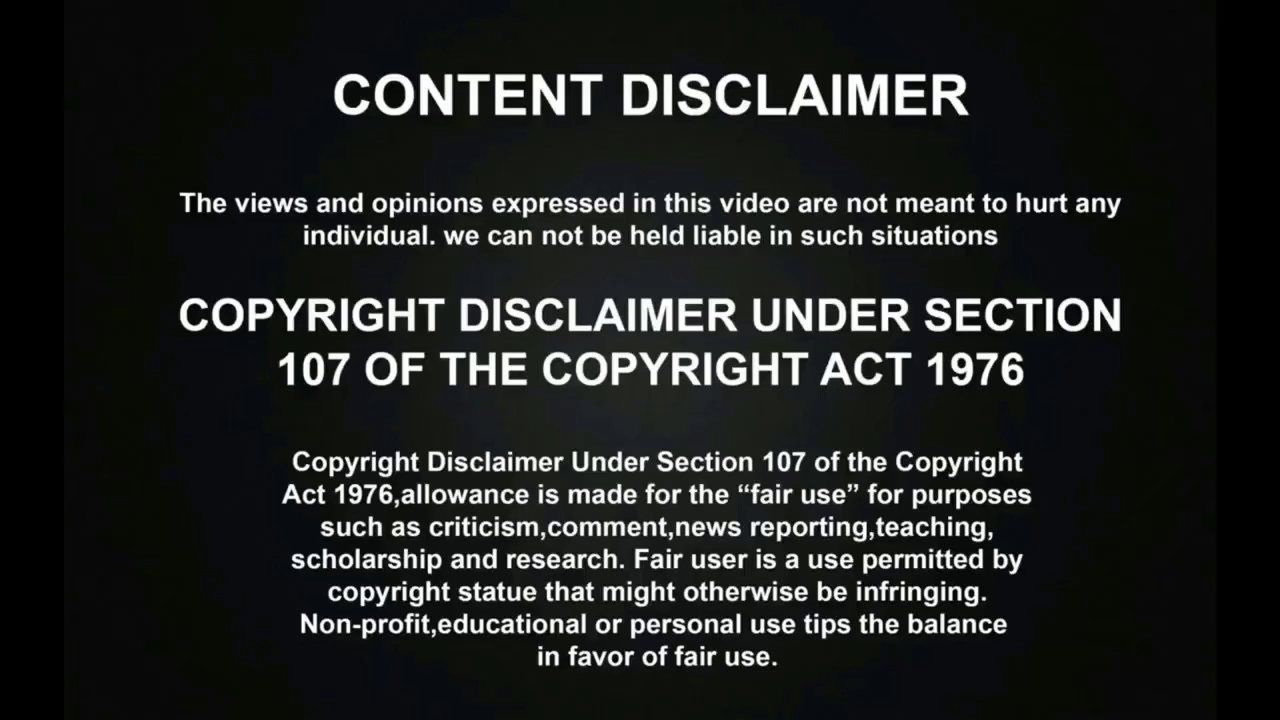 CONTENT DISCLAIMER
The views and opinions expressed in this video are not meant to hurt any
individual. we can not be held liable in such situations
COPYRIGHT DISCLAIMER UNDER SECTION
107 OF THE COPYRIGHT ACT 1976
Copyright Disclaimer Under Section 107 of the Copyright
Act 1976,allowance is made for the “fair use” for purposes
such as criticism,comment,news reporting,teaching,
scholarship and research. Fair user is a use permitted by
copyright statue that might otherwise be infringing.
Non-profit,educational or personal use tips the balance
in favor of fair use.